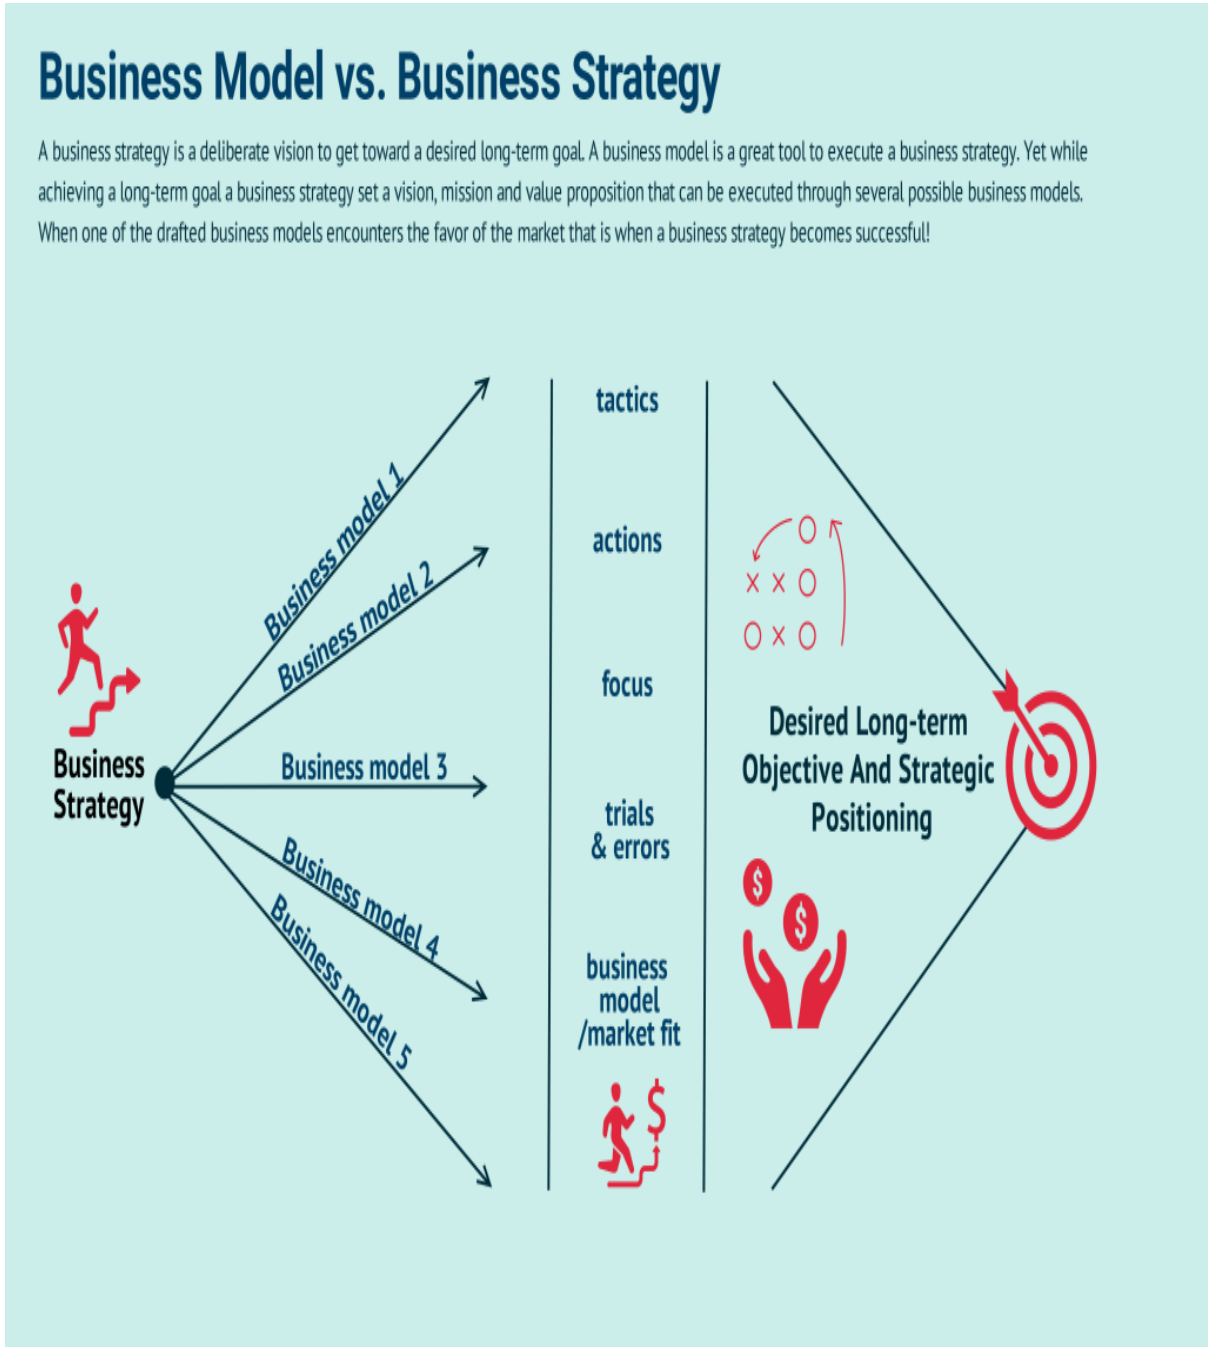 Business Model vs. Business Strategy
A business strategy is a deliberate vision to get toward a desired long-term goal. A business model is a great tool to execute a business strategy. Yet while
achieving a long-term goal a business strategy set a vision, mission and value proposition that can be executed through several possible business models.
When one of the drafted business models encounters the favor of the market that is when a business strategy becomes successful!
Business
Strategy
Business model 1
Business model 2
Business model 3
Business model 4
Business model 5
tactics
actions
focus
trials
& errors
business
model
/market fit
$
O
X X O
O X O
Desired Long-term
Objective And Strategic
Positioning
$
$